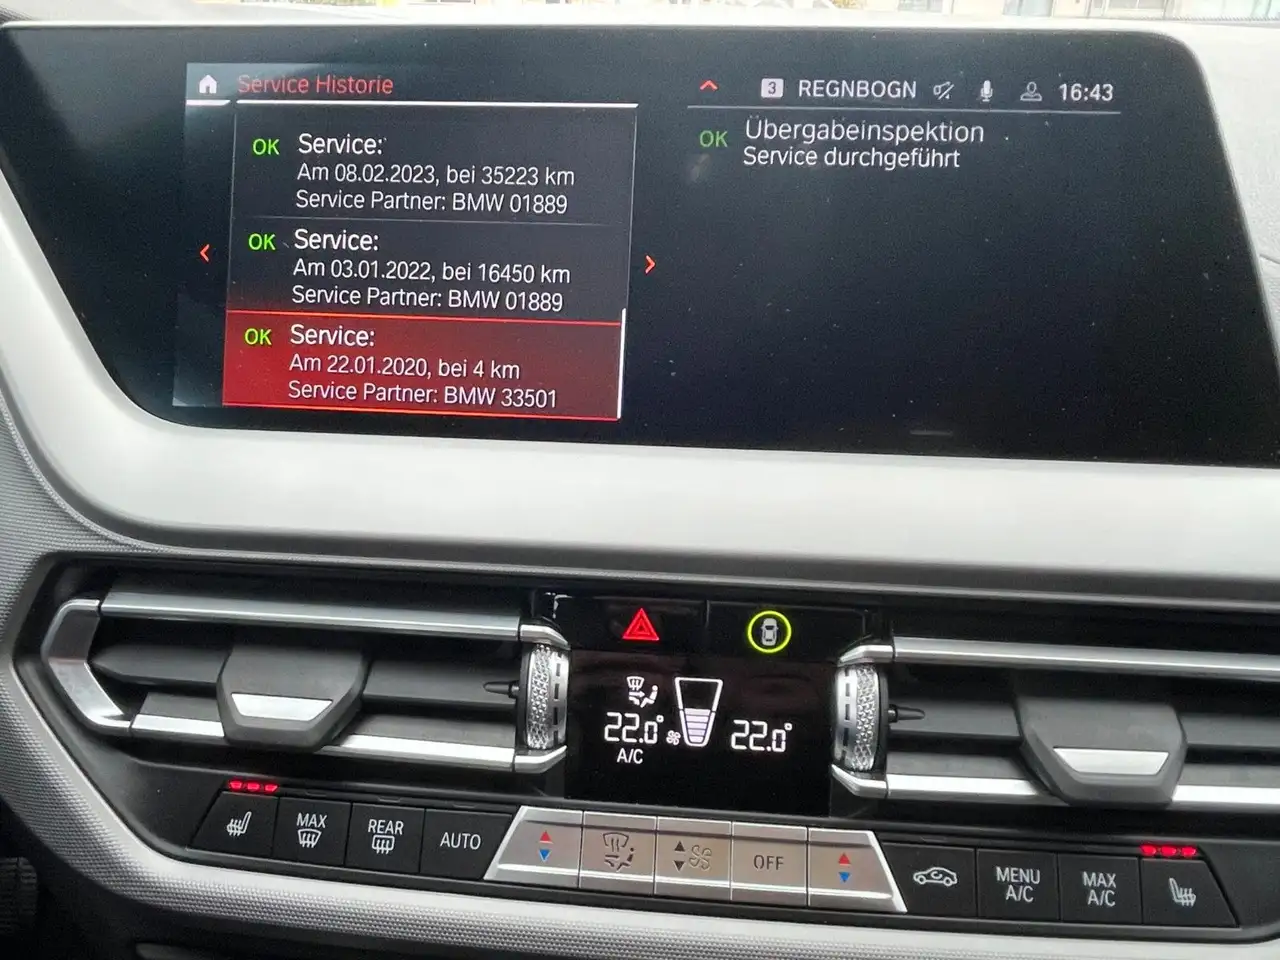 Service Historie
3 REGNBOGN 16:43
OK Service:
Am 08.02.2023, bei 35223 km
Service Partner: BMW 01889
OK Service:
Am 03.01.2022, bei 16450 km
Service Partner: BMW 01889
OK Service:
Am 22.01.2020, bei 4 km
Service Partner: BMW 33501
OK Übergabeinspektion
Service durchgeführt
22.0° 22.0°
A/C
MAX
REAR
AUTO
OFF
MENU
A/C
MAX
A/C